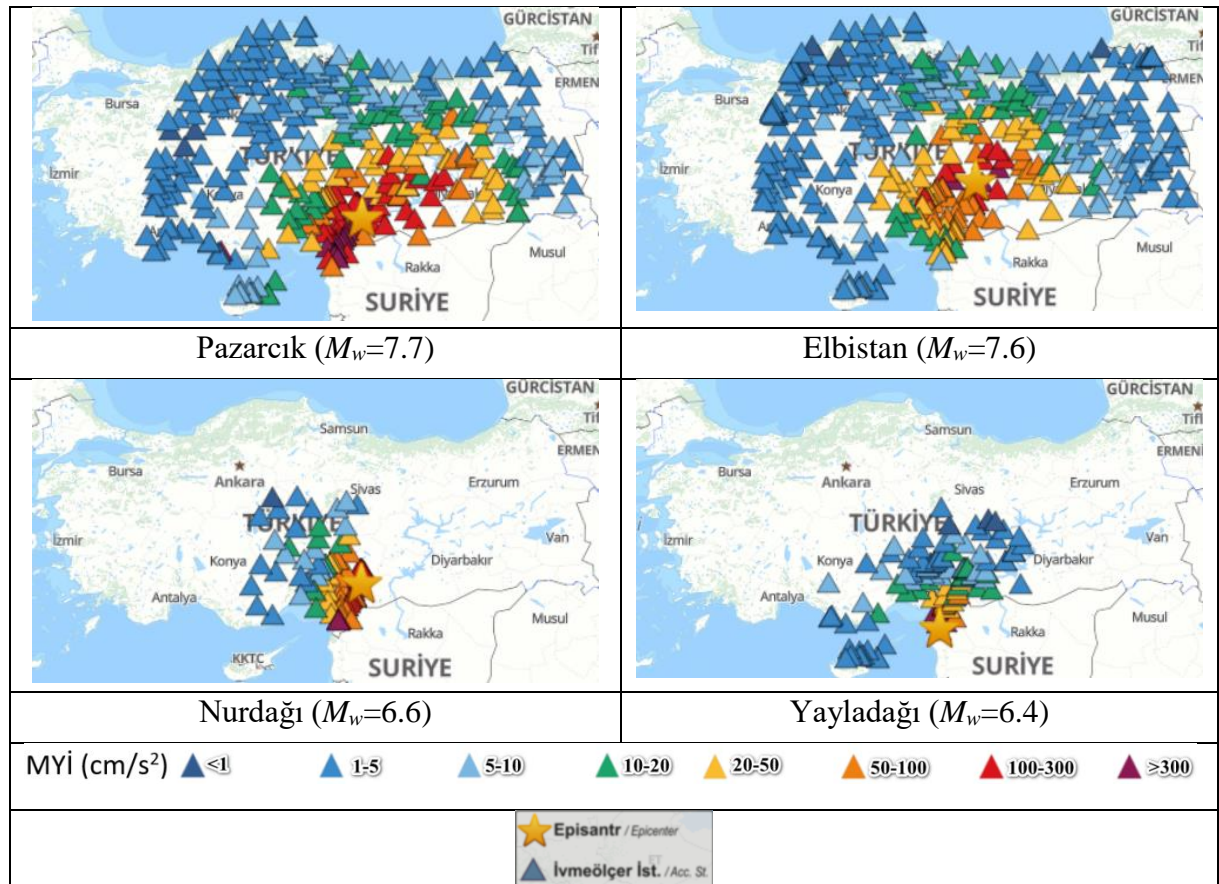 GÜRCİSTAN
Tif
ERMEN
Bursa
TÜRKİYE
İzmir
Konya
Musul
Rakka
SURİYE
GÜRCİSTAN
Tif
ERMEN
Bursa
TÜRKİYE
İzmir
Konya
Musul
Rakka
SURİYE
Pazarcık (Mw=7.7)
Elbistan (Mw=7.6)
GÜRCİSTAN
Tif
Samsun
ERMEN
Bursa
Ankara
Sivas
Erzurum
TÜRKİYE
İzmir
Van
Konya
Diyarbakır
Antalya
Musul
Rakka
KKTC
SURİYE
GÜRCİSTAN
Tifl
Samsun
ERMENİ
Bursa
Ankara
Sivas
Erzurum
TÜRKİYE
İzmir
Van
Konya
Diyarbakır
Antalya
Musul
Rakka
SURİYE
Nurdağı (Mw=6.6)
Yayladağı (Mw=6.4)
MYİ (cm/s²) <1 1-5 5-10 10-20 20-50 50-100 100-300 >300
Episantr / Epicenter
İvmeölçer İst. / Acc. St.